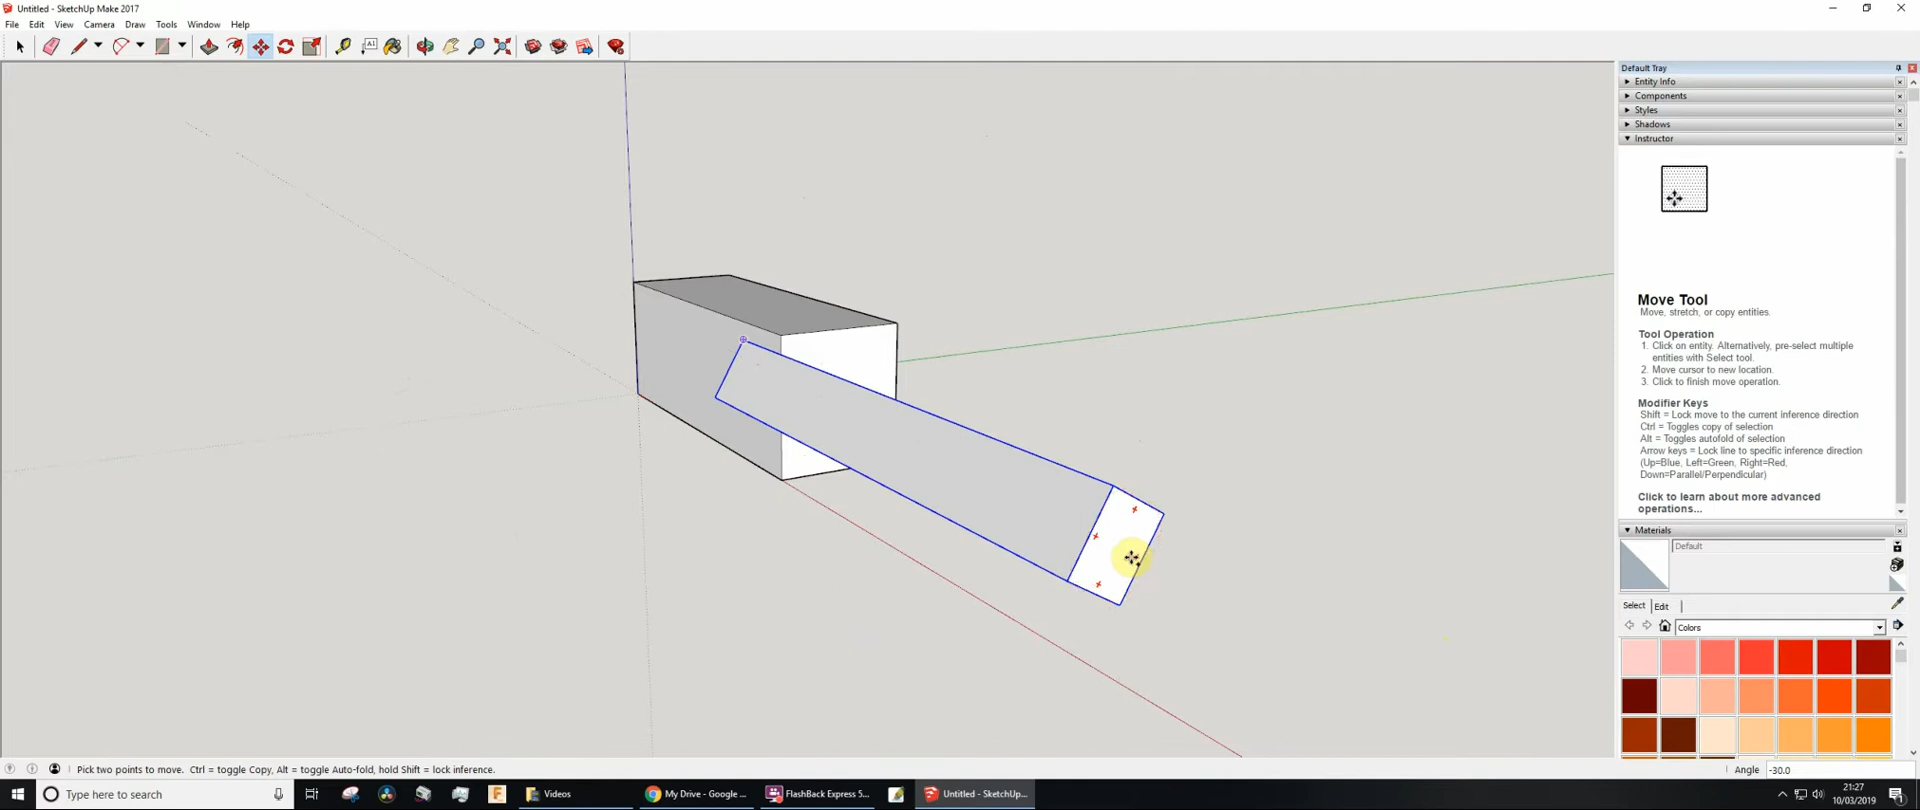 Untitled - SketchUp Make 2017
File Edit View Camera Draw Tools Window Help
A1
Default Tray
Entity Info
Components
Styles
Shadows
Instructor
Move Tool
Move, stretch, or copy entities.
Tool Operation
1. Click on entity. Alternatively, pre-select multiple
entities with Select tool.
2. Move cursor to new location.
3. Click to finish move operation.
Modifier Keys
Shift = Lock move to the current inference direction
Ctrl = Toggles copy of selection
Alt = Toggles autofold of selection
Arrow keys = Lock line to specific inference direction
(Up=Blue, Left=Green, Right=Red,
Down=Parallel/Perpendicular)
Click to learn about more advanced
operations...
Materials
Default
Select Edit
Colors
Pick two points to move. Ctrl = toggle Copy, Alt = toggle Auto-fold, hold Shift = lock inference.
Angle -30.0
Type here to search
F
Videos
My Drive - Google ...
FlashBack Express 5...
Untitled - SketchUp...
21:27
10/03/2019
1